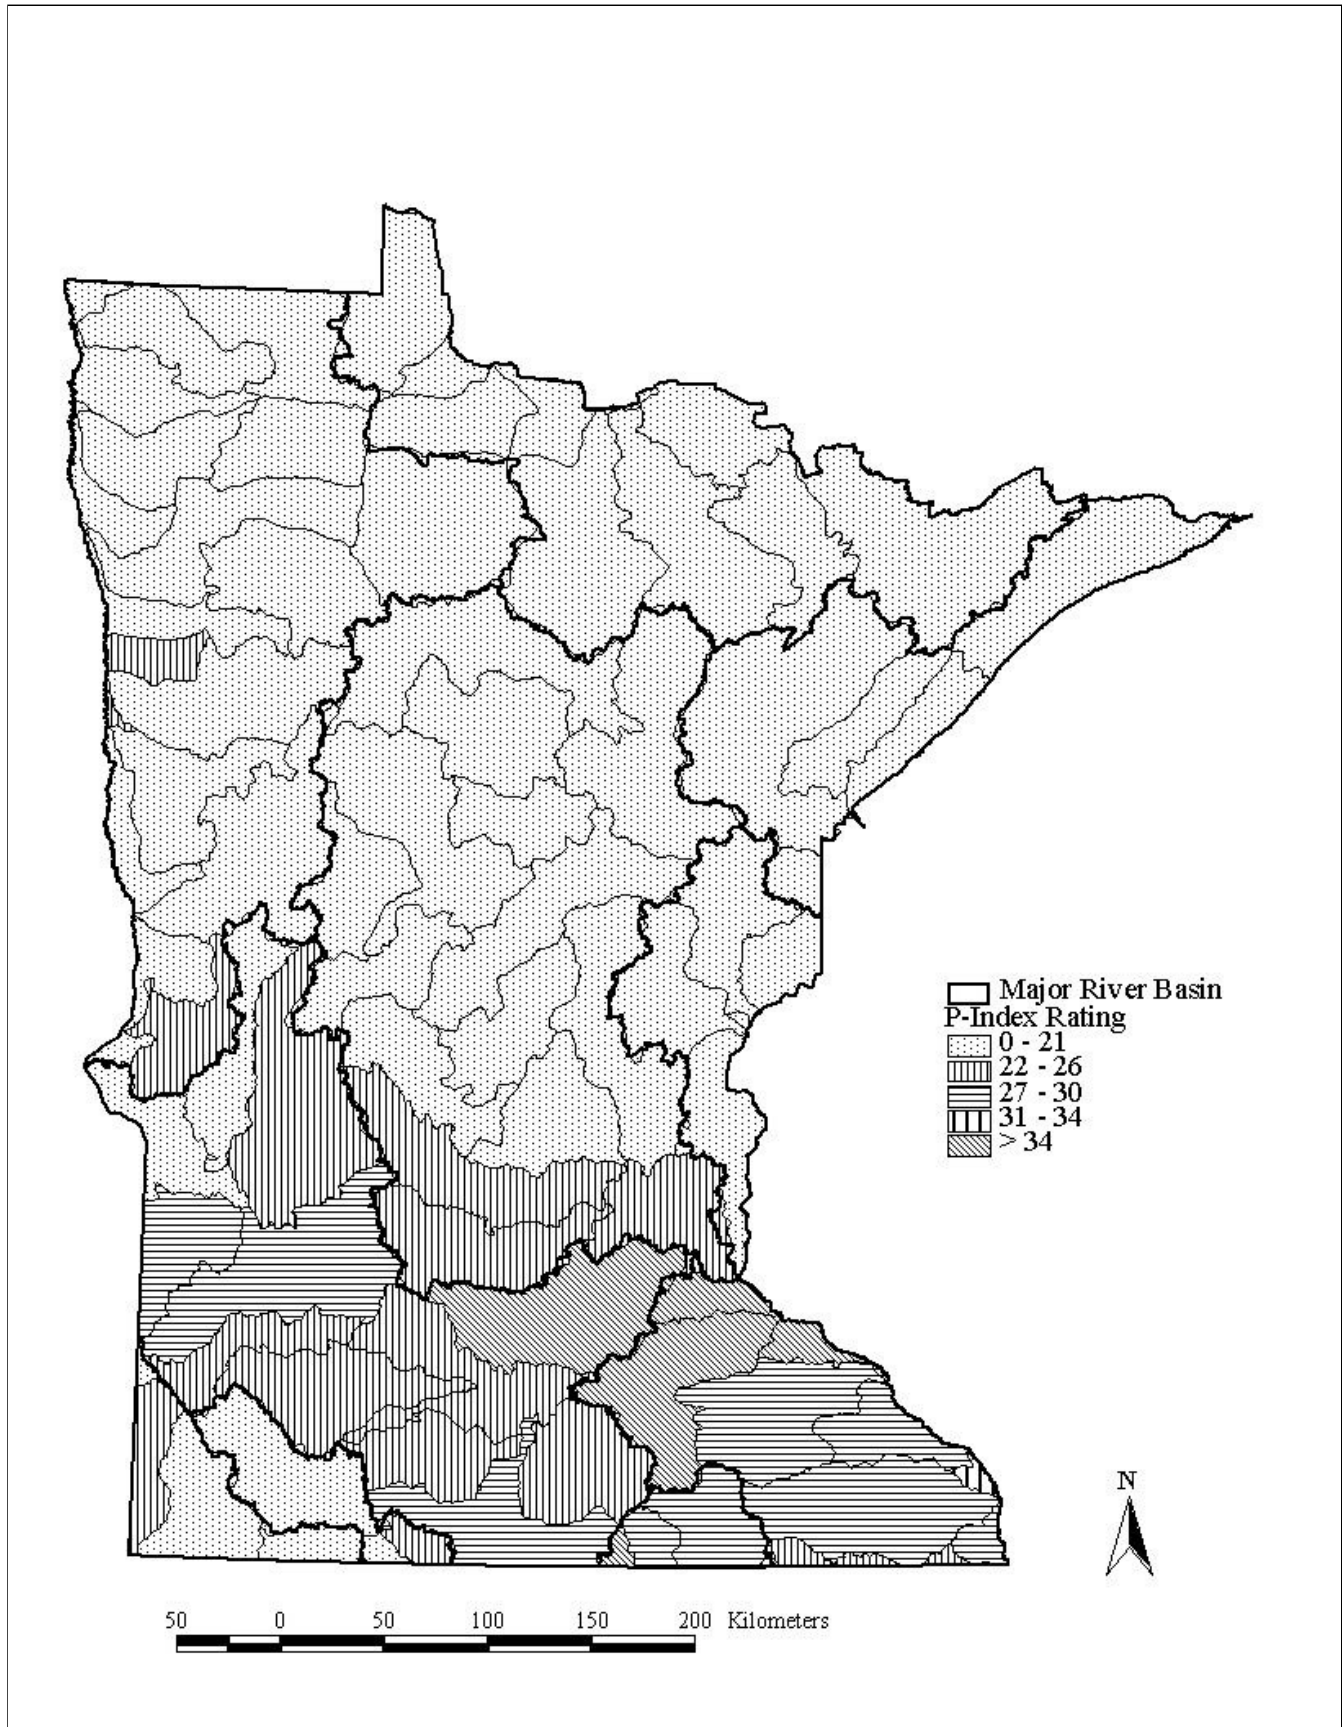 Major River Basin
P-Index Rating
0 - 21
22 - 26
27 - 30
31 - 34
> 34
N
50 0 50 100 150 200 Kilometers